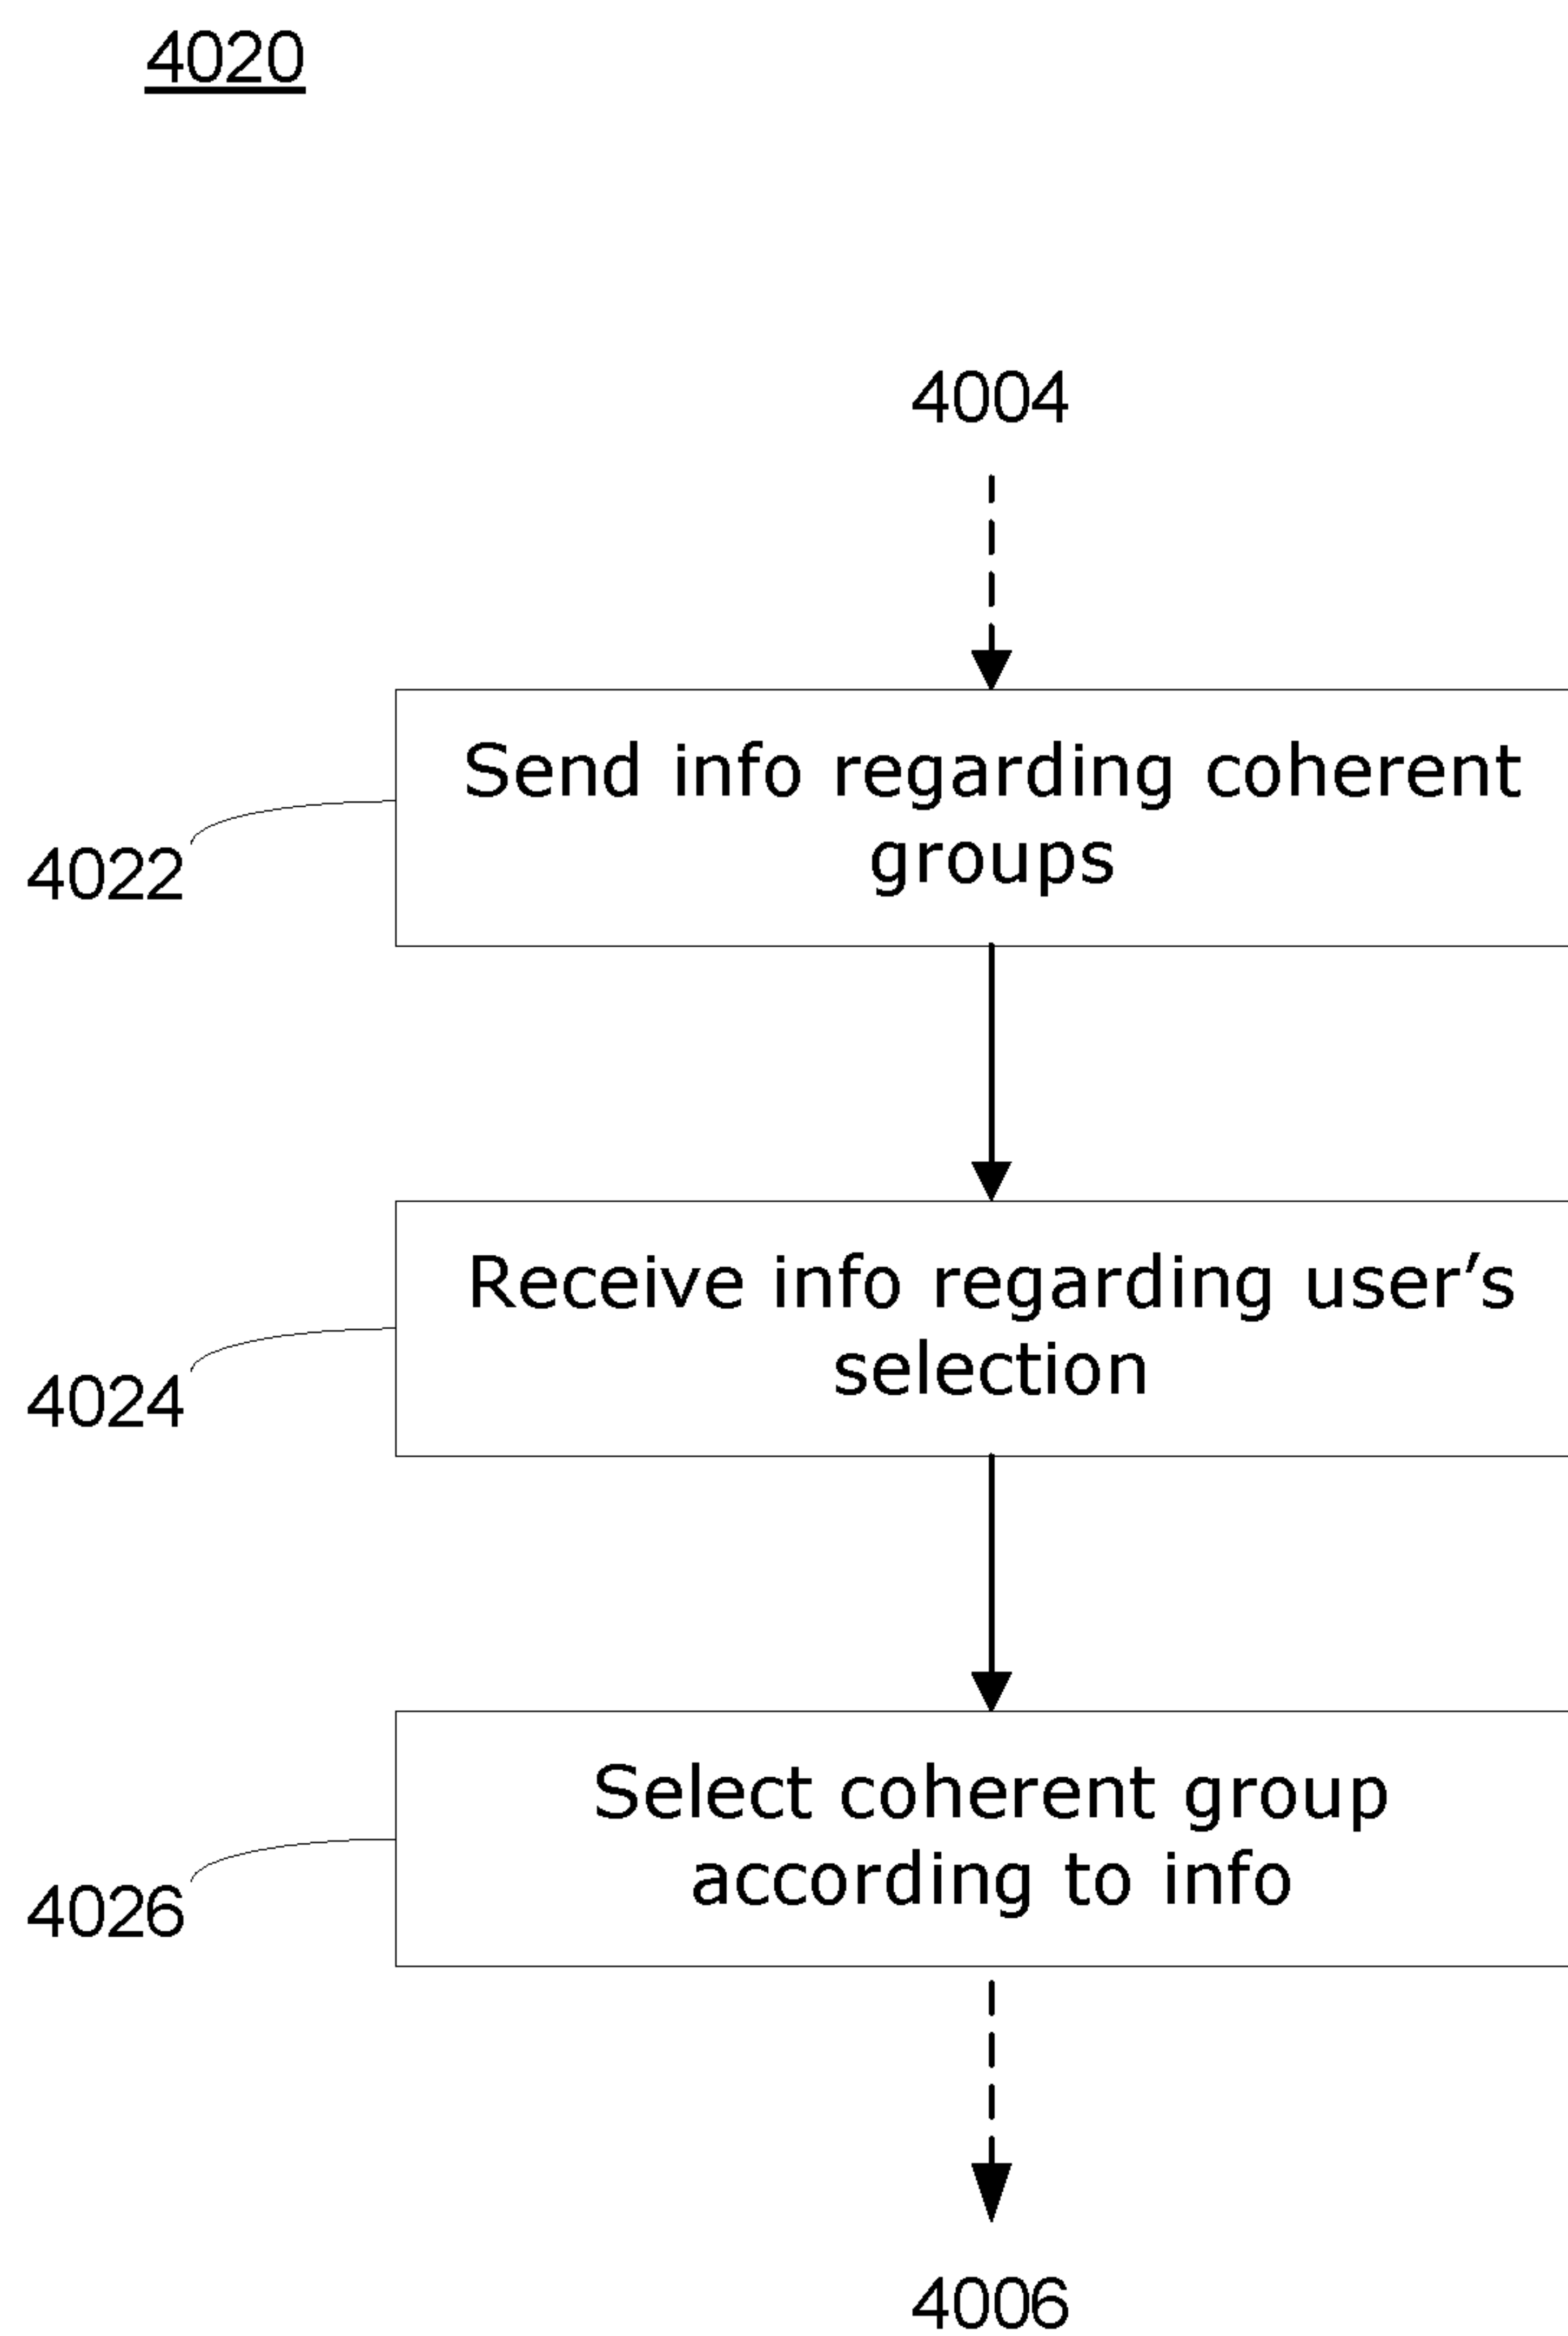 4020
4004
Send info regarding coherent
groups
4022
Receive info regarding user’s
selection
4024
Select coherent group
according to info
4026
4006